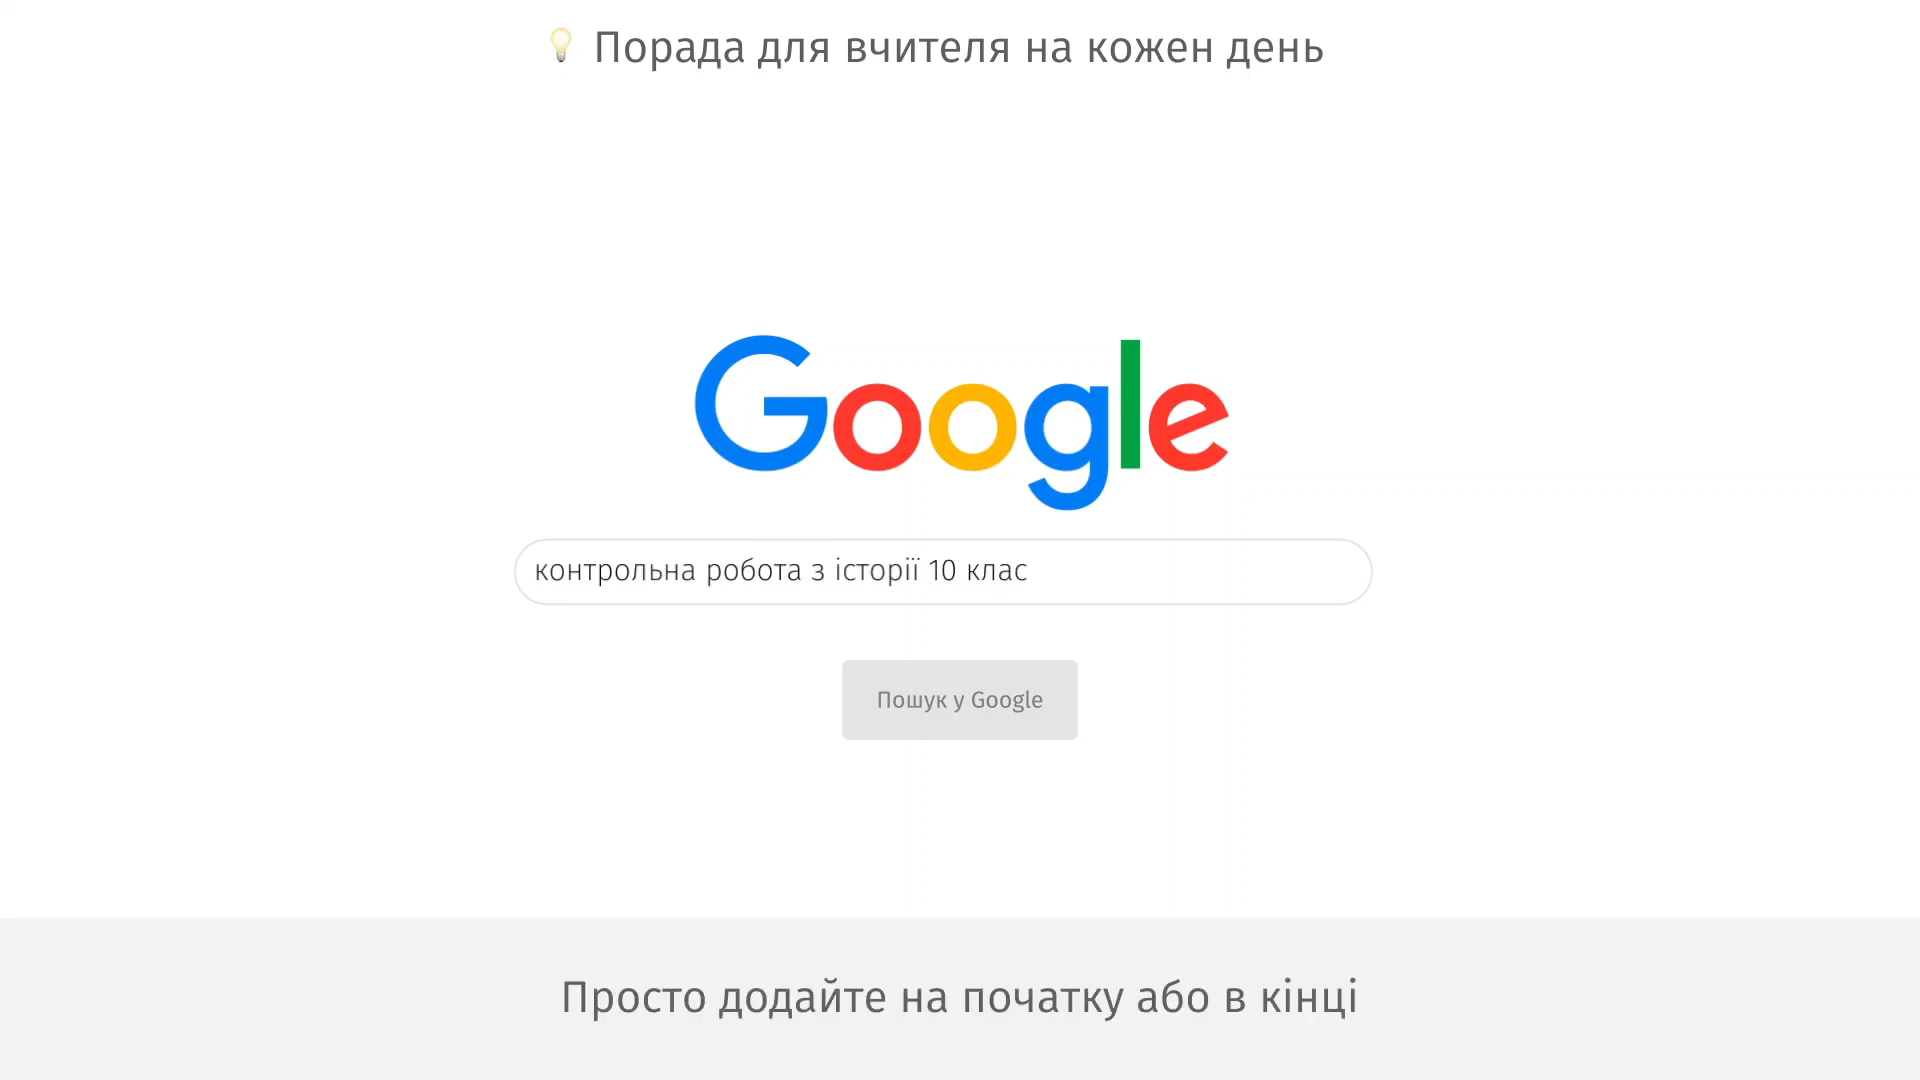 Порада для вчителя на кожен день
Google
контрольна робота з історії 10 клас
Пошук у Google
Просто додайте на початку або в кінці